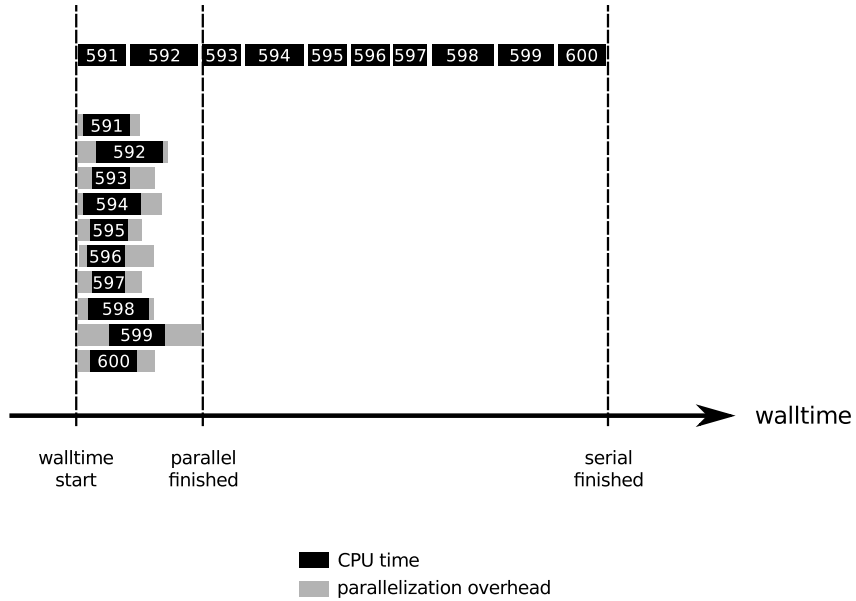 591 592 593 594 595 596 597 598 599 600
591
592
593
594
595
596
597
598
599
600
walltime
walltime start
parallel finished
serial finished
CPU time
parallelization overhead